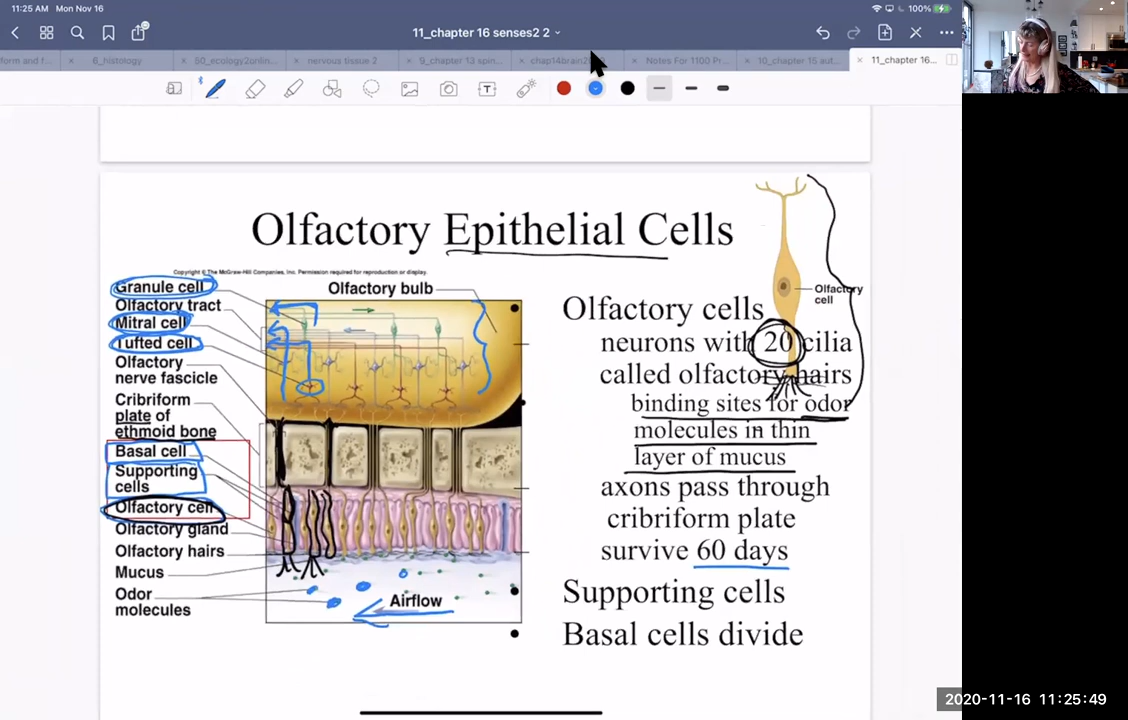 11:25 AM Mon Nov 16
100%
11_chapter 16 senses2 2
form and f...
6_histology
50_ecology2onlin...
nervous tissue 2
9_chapter 13 spin...
chap14brain2
Notes For 1100 Pr...
10_chapter 15 aut...
11_chapter 16...
Olfactory Epithelial Cells
Copyright © The McGraw-Hill Companies, Inc. Permission required for reproduction or display.
Granule cell
Olfactory bulb
Olfactory tract
Mitral cell
Tufted cell
Olfactory
nerve fascicle
Cribriform
plate of
ethmoid bone
Basal cell
Supporting
cells
Olfactory cell
Olfactory gland
Olfactory hairs
Mucus
Odor
molecules
Airflow
Olfactory
cell
Olfactory cells
neurons with 20 cilia
called olfactory hairs
binding sites for odor
molecules in thin
layer of mucus
axons pass through
cribriform plate
survive 60 days
Supporting cells
Basal cells divide
2020-11-16 11:25:49